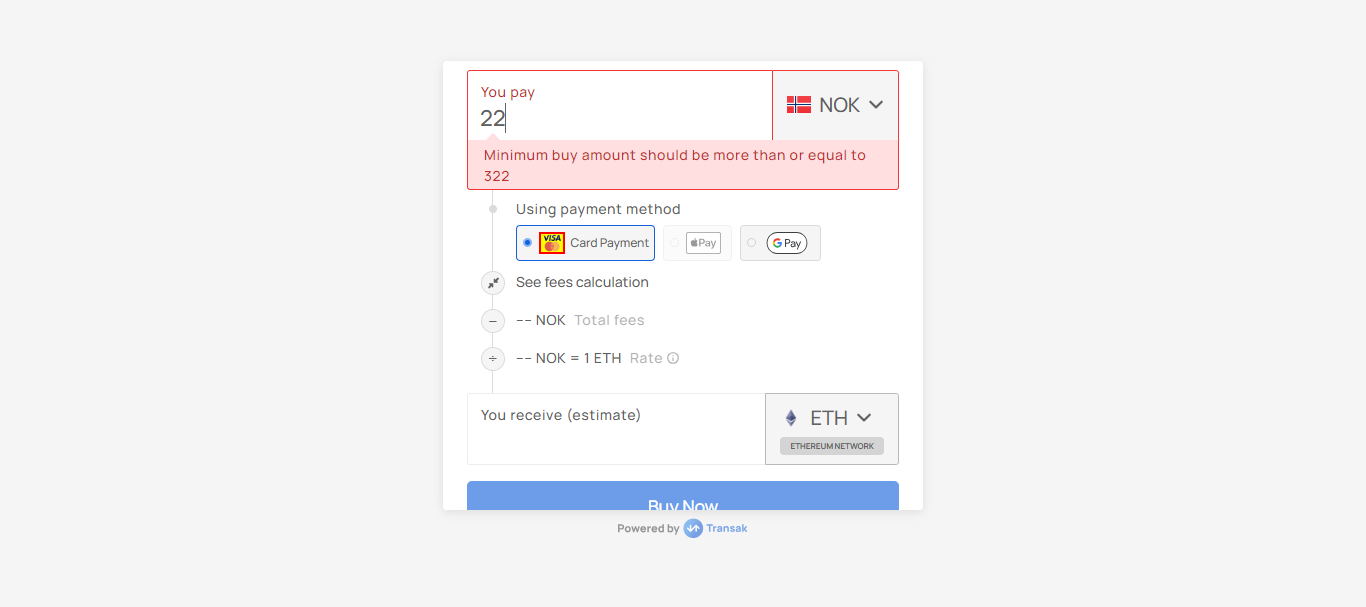 You pay
22
NOK
Minimum buy amount should be more than or equal to
322
Using payment method
VISA Card Payment Pay G Pay
See fees calculation
– –– NOK Total fees
÷ –– NOK = 1 ETH Rate
You receive (estimate)
ETH
ETHEREUM NETWORK
Buy Now
Powered by Transak